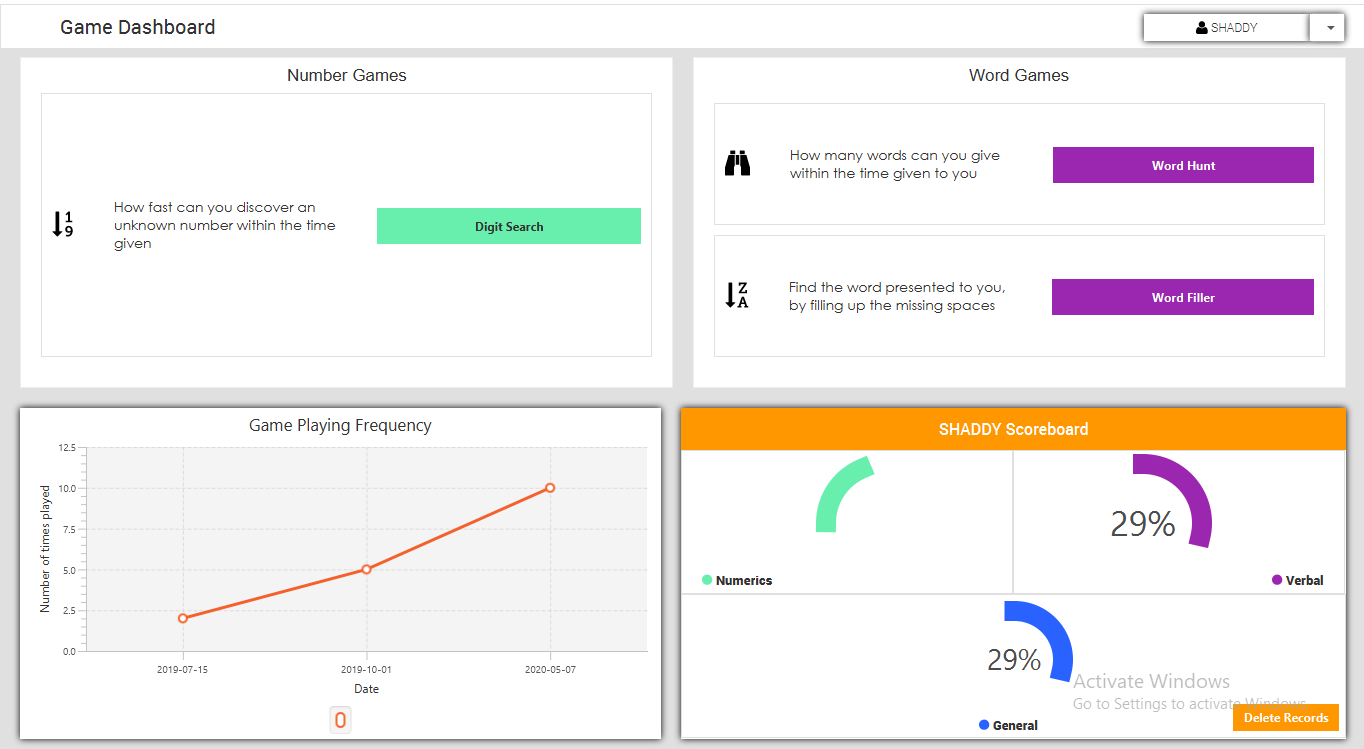 Game Dashboard
SHADDY
Number Games
1
9
How fast can you discover an
unknown number within the time
given
Digit Search
Word Games
How many words can you give
within the time given to you
Word Hunt
Z
A
Find the word presented to you,
by filling up the missing spaces
Word Filler
Game Playing Frequency
Number of times played
12.5
10.0
7.5
5.0
2.5
0.0
2019-07-15
2019-10-01
2020-05-07
Date
0
SHADDY Scoreboard
Numerics
29%
Verbal
29%
General
Activate Windows
Go to Settings to activate Windows.
Delete Records